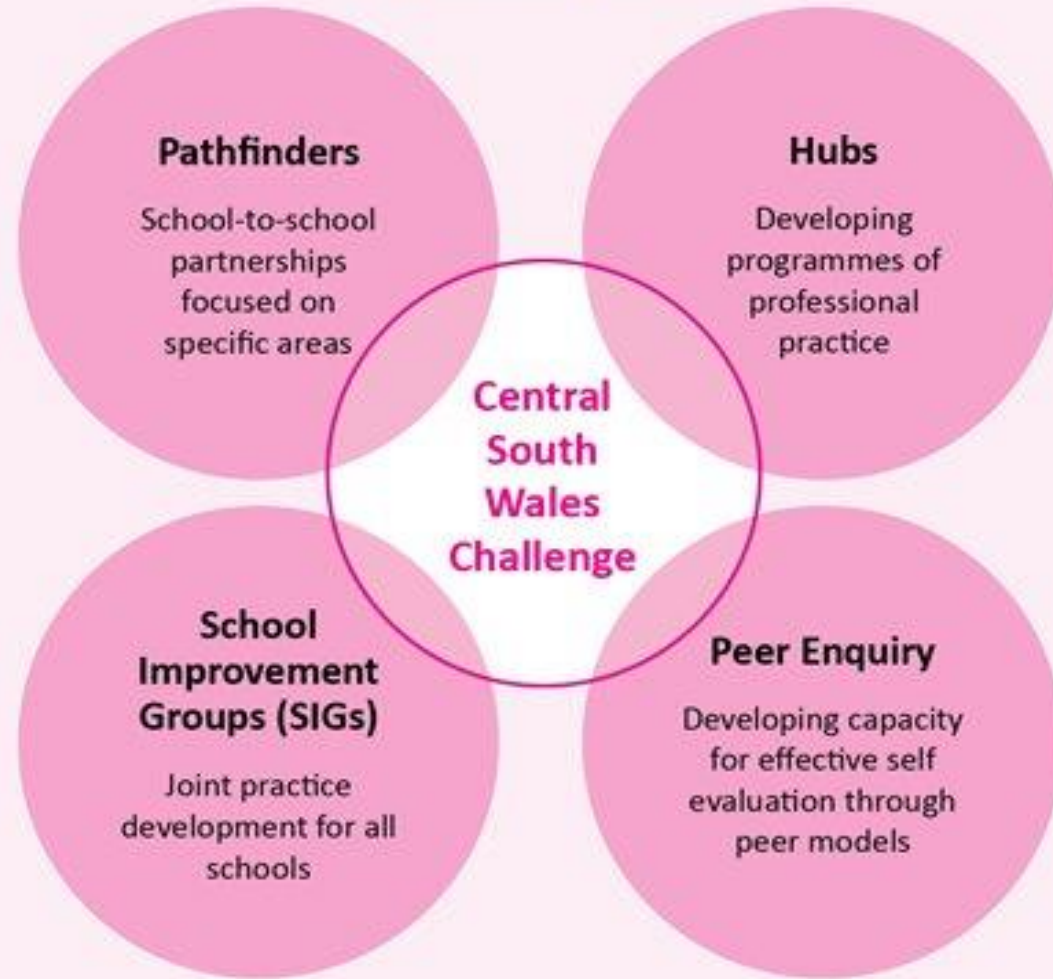 Pathfinders
School-to-school
partnerships
focused on
specific areas
Hubs
Developing
programmes of
professional
practice
Central
South
Wales
Challenge
School
Improvement
Groups (SIGs)
Joint practice
development for all
schools
Peer Enquiry
Developing capacity
for effective self
evaluation through
peer models